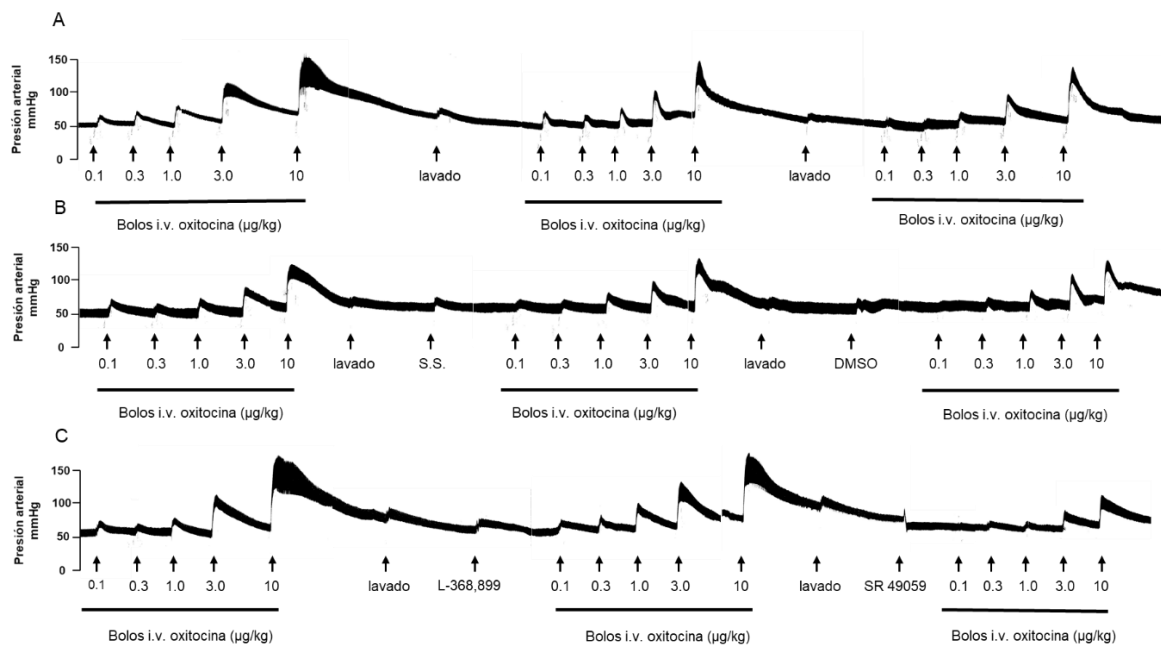 A
Presión arterial
mmHg
150
100
50
0
0.1 0.3 1.0 3.0 10 lavado 0.1 0.3 1.0 3.0 10 lavado 0.1 0.3 1.0 3.0 10
Bolos i.v. oxitocina (µg/kg) Bolos i.v. oxitocina (µg/kg) Bolos i.v. oxitocina (µg/kg)
B
Presión arterial
mmHg
150
100
50
0
0.1 0.3 1.0 3.0 10 lavado S.S. 0.1 0.3 1.0 3.0 10 lavado DMSO 0.1 0.3 1.0 3.0 10
Bolos i.v. oxitocina (µg/kg) Bolos i.v. oxitocina (µg/kg) Bolos i.v. oxitocina (µg/kg)
C
Presión arterial
mmHg
150
100
50
0
0.1 0.3 1.0 3.0 10 lavado L-368,899 0.1 0.3 1.0 3.0 10 lavado SR 49059 0.1 0.3 1.0 3.0 10
Bolos i.v. oxitocina (µg/kg) Bolos i.v. oxitocina (µg/kg) Bolos i.v. oxitocina (µg/kg)